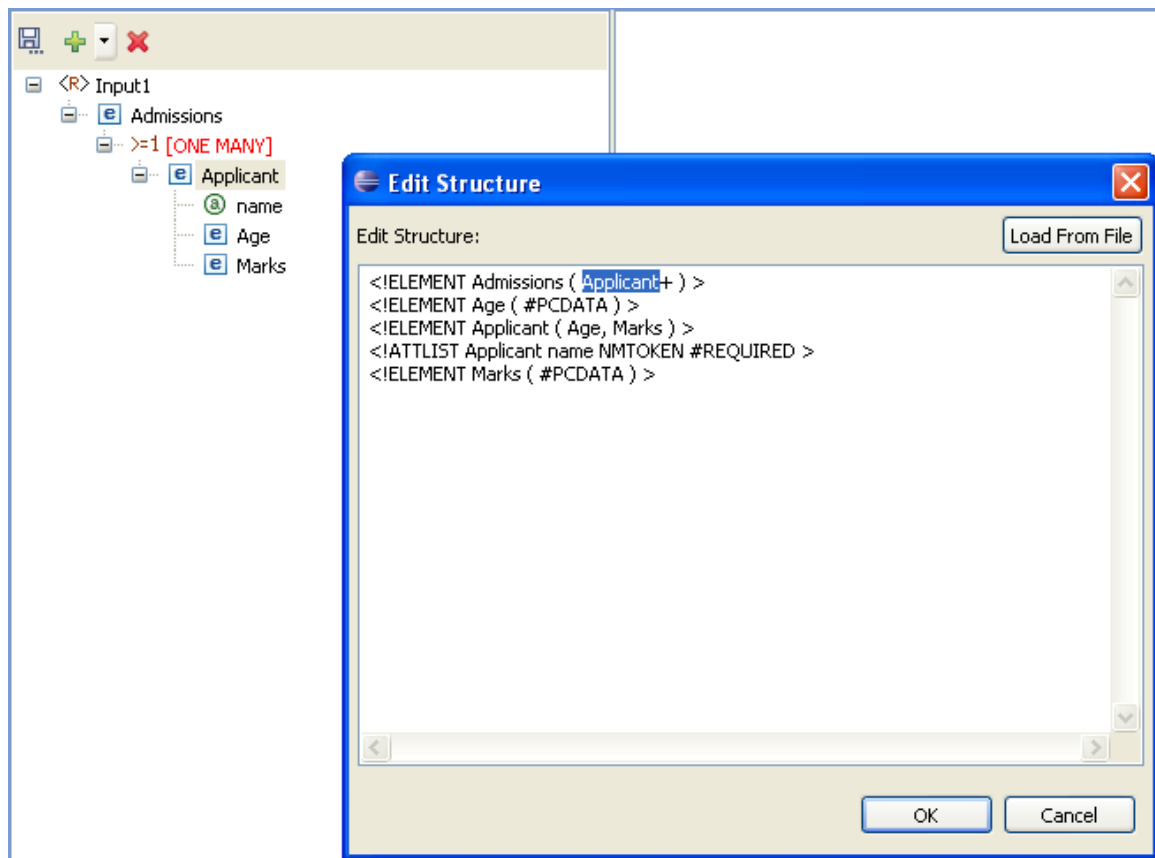 <R> Input1
e Admissions
>=1 [ONE MANY]
e Applicant
a name
e Age
e Marks
Edit Structure
Edit Structure:
Load From File
<!ELEMENT Admissions ( Applicant+ ) >
<!ELEMENT Age ( #PCDATA ) >
<!ELEMENT Applicant ( Age, Marks ) >
<!ATTLIST Applicant name NMTOKEN #REQUIRED >
<!ELEMENT Marks ( #PCDATA ) >
OK
Cancel